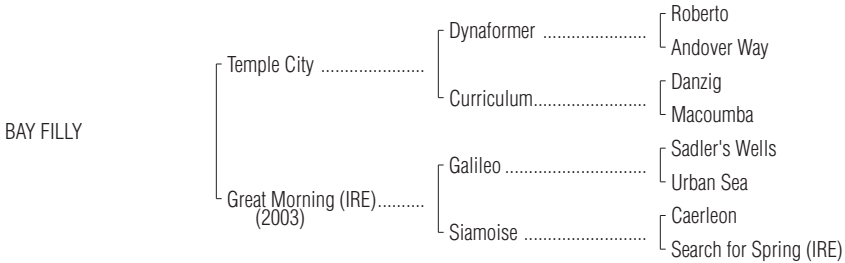 Roberto
Dynaformer ......................
Andover Way
Temple City ......................
Danzig
Curriculum........................
Macoumba
BAY FILLY
Sadler's Wells
Galileo ..............................
Urban Sea
Great Morning (IRE)..........
(2003)
Caerleon
Siamoise ..........................
Search for Spring (IRE)